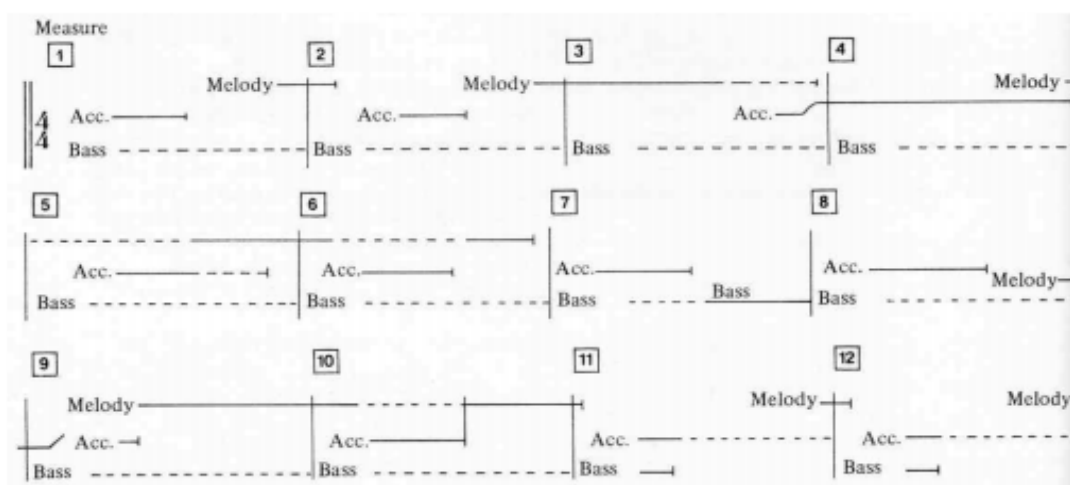 Measure
1 2 3 4
Melody Melody Melody
4
4
Acc. Acc. Acc.
Bass Bass Bass Bass
5 6 7 8
Acc. Acc. Acc. Acc.
Melody
Bass Bass Bass Bass Bass
9 10 11 12
Melody Melody Melody
Acc. Acc. Acc. Acc.
Bass Bass Bass Bass